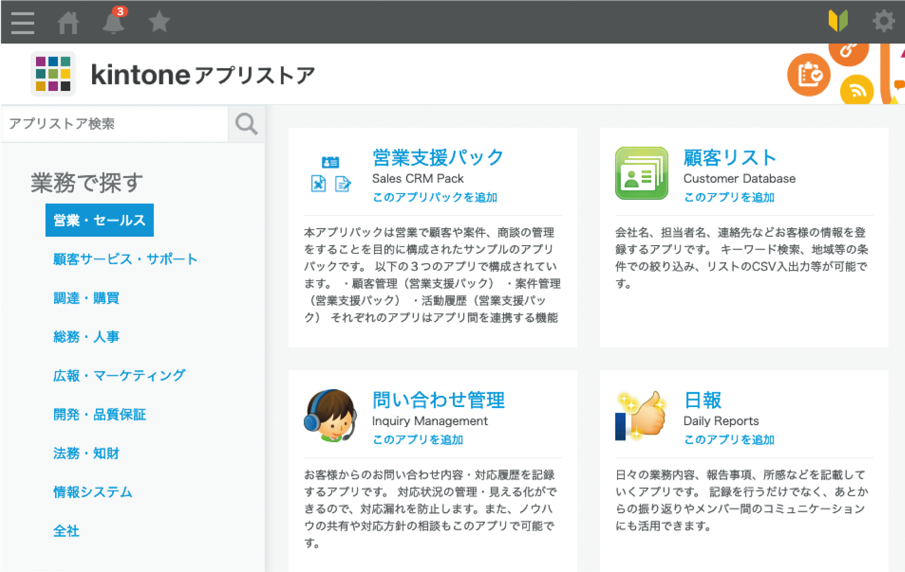 3
kintoneアプリストア
アプリストア検索
業務で探す
営業・セールス
顧客サービス・サポート
調達・購買
総務・人事
広報・マーケティング
開発・品質保証
法務・知財
情報システム
全社
営業支援パック
Sales CRM Pack
このアプリパックを追加
本アプリパックは営業で顧客や案件、商談の管理
をすることを目的に構成されたサンプルのアプリ
パックです。 以下の３つのアプリで構成されてい
ます。 ・顧客管理（営業支援パック） ・案件管理
（営業支援パック） ・活動履歴（営業支援パッ
ク） それぞれのアプリはアプリ間を連携する機能
顧客リスト
Customer Database
このアプリを追加
会社名、担当者名、連絡先などお客様の情報を登
録するアプリです。 キーワード検索、地域等の条
件での絞り込み、リストのCSV入出力等が可能で
す。
問い合わせ管理
Inquiry Management
このアプリを追加
お客様からのお問い合わせ内容・対応履歴を記録
するアプリです。 対応状況の管理・見える化がで
きるので、対応漏れを防止します。また、ノウハ
ウの共有や対応方針の相談もこのアプリで可能で
す。
日報
Daily Reports
このアプリを追加
日々の業務内容、報告事項、所感などを記載して
いくアプリです。 記録を行うだけでなく、あとか
らの振り返りやメンバー間のコミュニケーション
にも活用できます。